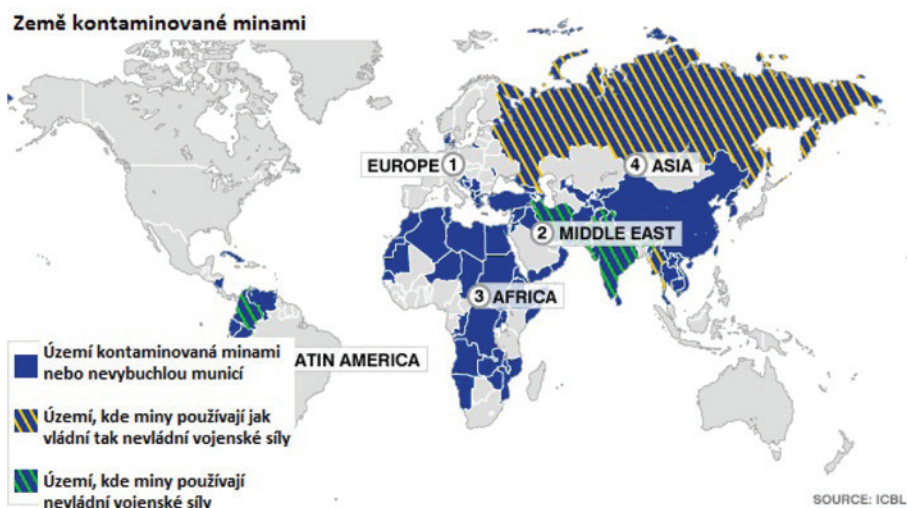 Země kontaminované minami
EUROPE 1
4 ASIA
2 MIDDLE EAST
3 AFRICA
ATIN AMERICA
Území kontaminovaná minami
nebo nevybuchlou municí
Území, kde miny používají jak
vládní tak nevládní vojenské síly
Území, kde miny používají
nevládní vojenské síly
SOURCE: ICBL